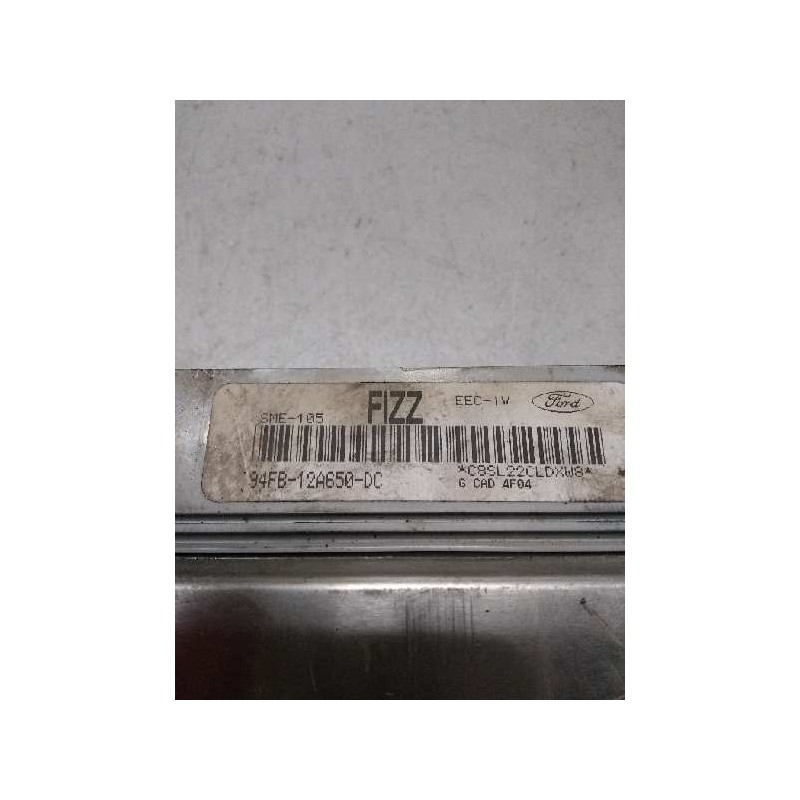 SME-105 FIZZ EEC-IV Ford
94FB-12A650-DC *C8SL22CLDXW8*
G CAD 4F04